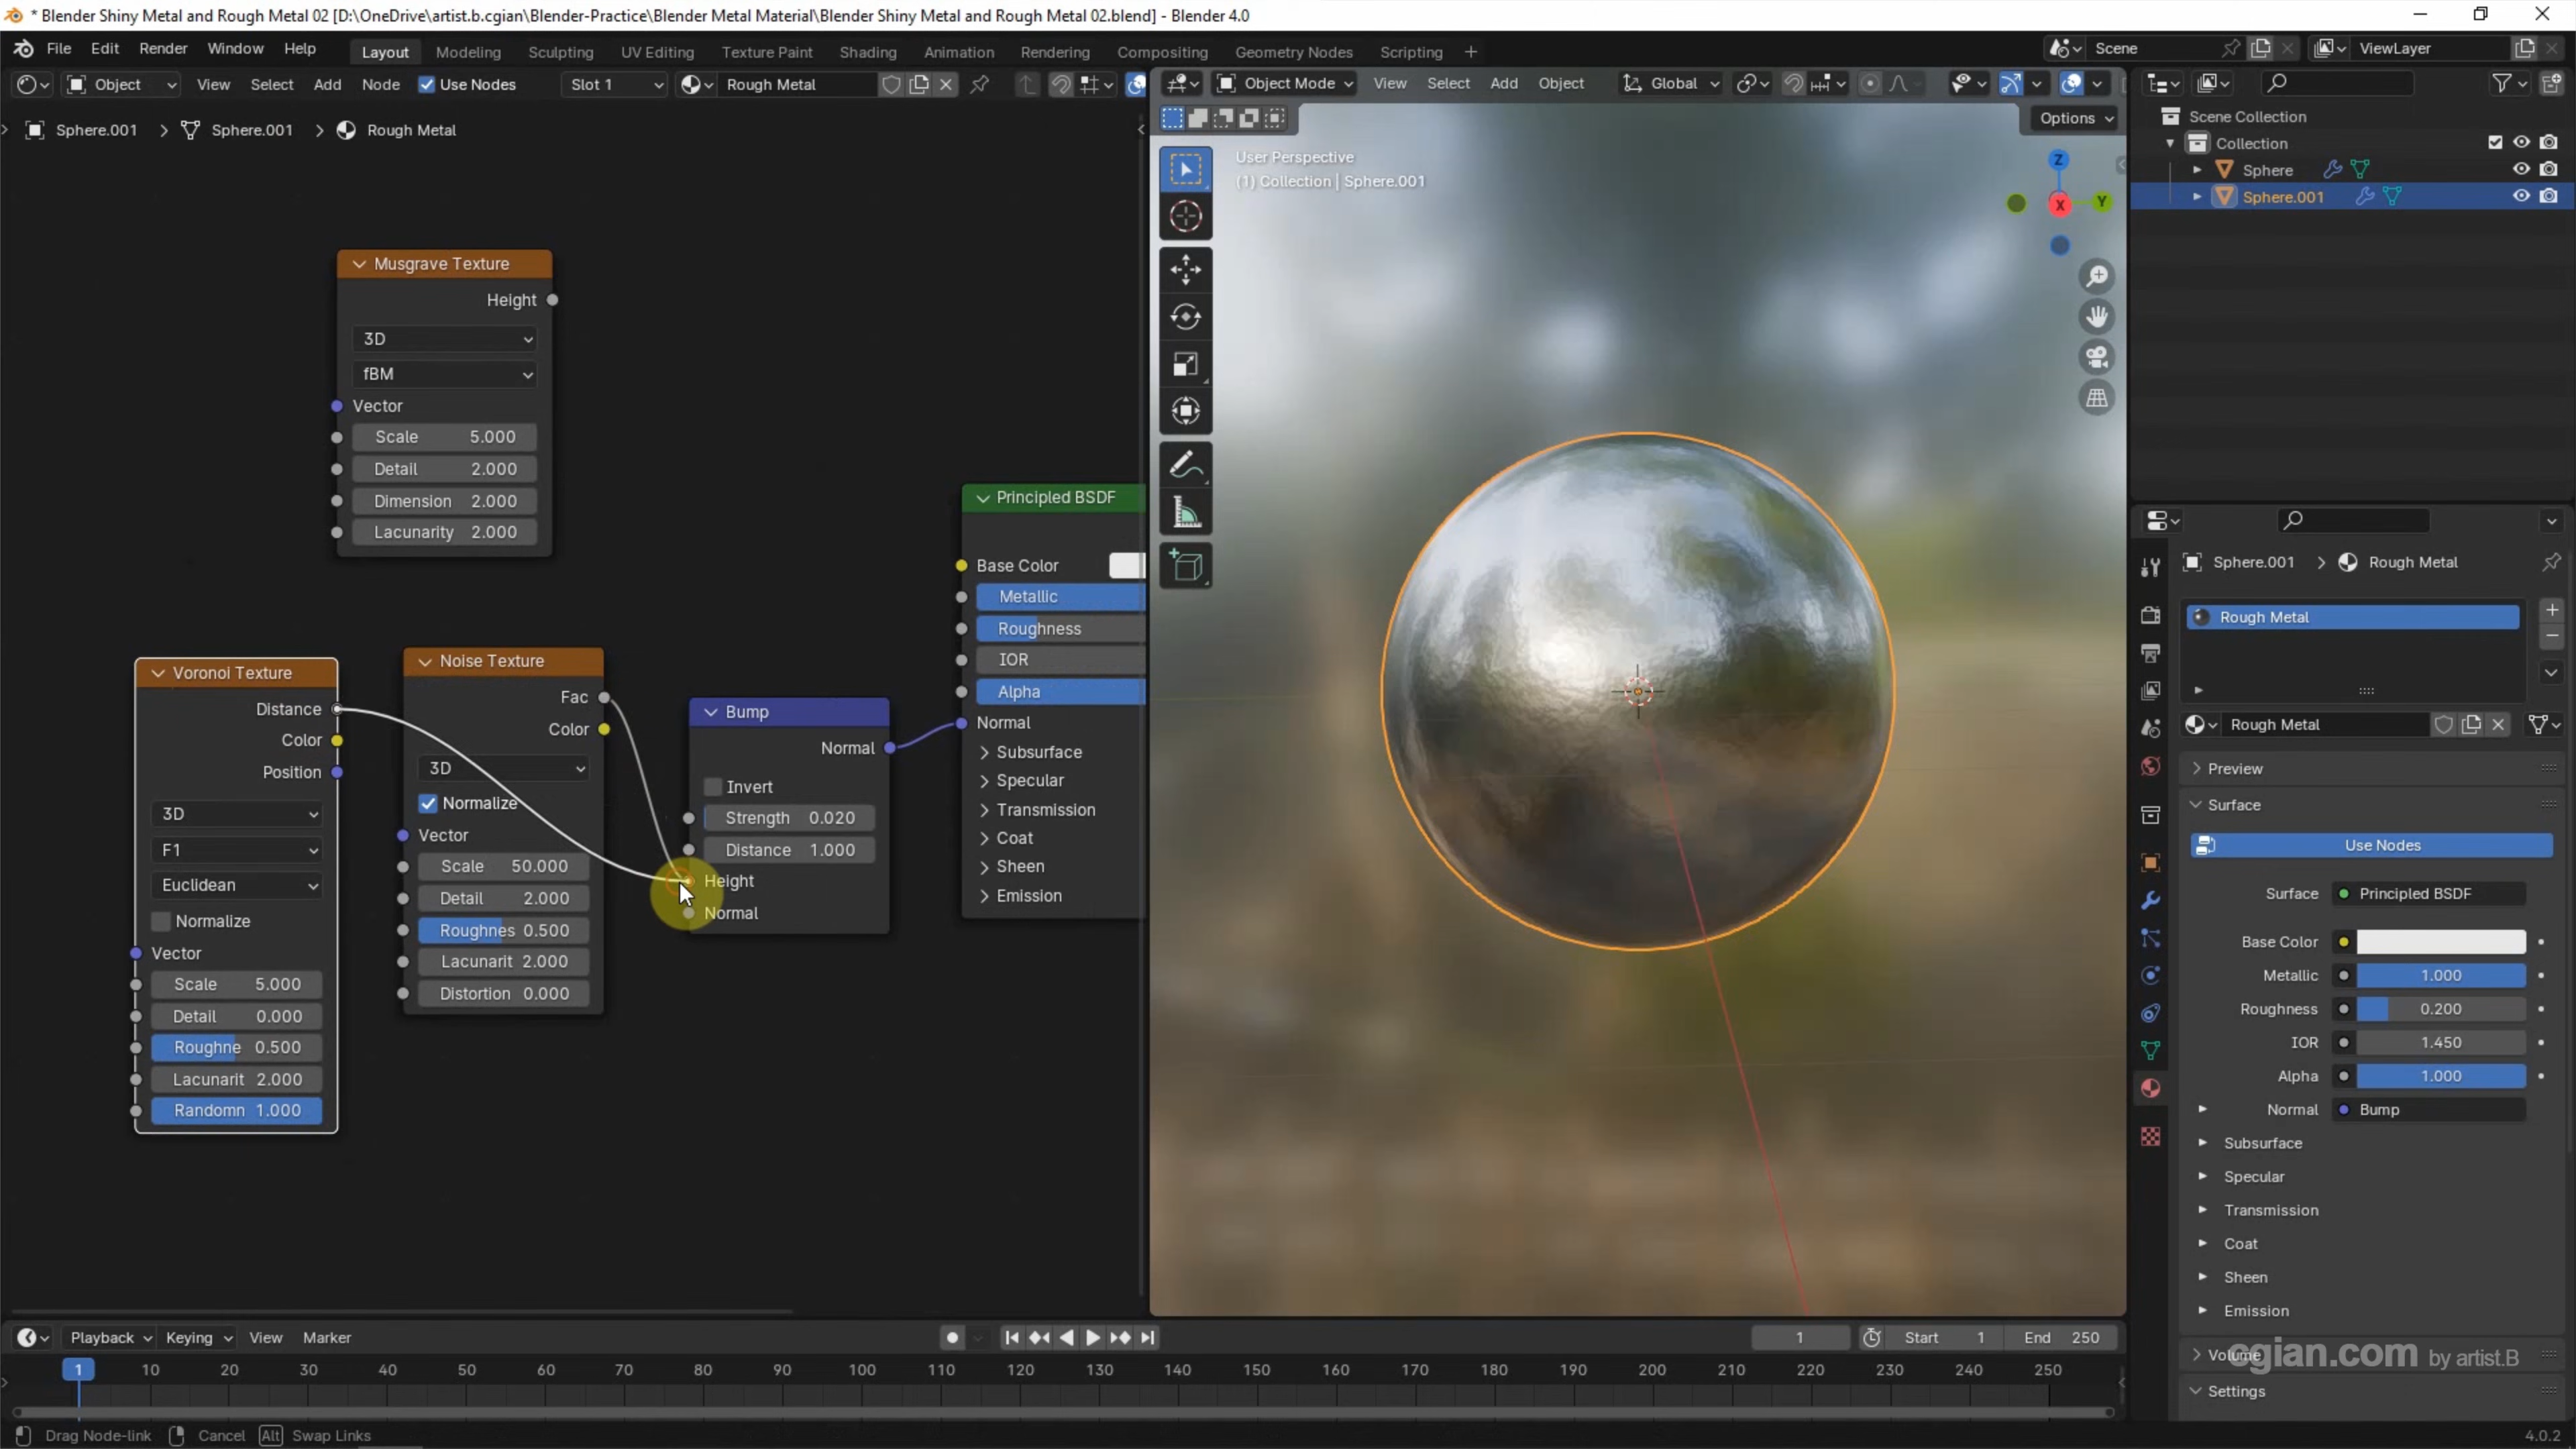 * Blender Shiny Metal and Rough Metal 02 [D:\OneDrive\artist.b.cgian\Blender-Practice\Blender Metal Material\Blender Shiny Metal and Rough Metal 02.blend] - Blender 4.0
File Edit Render Window Help Layout Modeling Sculpting UV Editing Texture Paint Shading Animation Rendering Compositing Geometry Nodes Scripting + Scene ViewLayer
Object View Select Add Node Use Nodes Slot 1 Rough Metal
Object Mode View Select Add Object Global
Options
Sphere.001 > Sphere.001 > Rough Metal
User Perspective
(1) Collection | Sphere.001
Z
X
Y
Musgrave Texture
Height
3D
fBM
Vector
Scale 5.000
Detail 2.000
Dimension 2.000
Lacunarity 2.000
Voronoi Texture
Distance
Color
Position
3D
F1
Euclidean
Normalize
Vector
Scale 5.000
Detail 0.000
Roughne 0.500
Lacunarit 2.000
Randomn 1.000
Noise Texture
Fac
Color
3D
Normalize
Vector
Scale 50.000
Detail 2.000
Roughnes 0.500
Lacunarit 2.000
Distortion 0.000
Bump
Normal
Invert
Strength 0.020
Distance 1.000
Height
Normal
Principled BSDF
Base Color
Metallic
Roughness
IOR
Alpha
Normal
Subsurface
Specular
Transmission
Coat
Sheen
Emission
Scene Collection
Collection
Sphere
Sphere.001
Sphere.001 > Rough Metal
Rough Metal
Rough Metal
Preview
Surface
Use Nodes
Surface Principled BSDF
Base Color
Metallic 1.000
Roughness 0.200
IOR 1.450
Alpha 1.000
Normal Bump
Subsurface
Specular
Transmission
Coat
Sheen
Emission
Volume
cgian.com by artist.B
Settings
Playback Keying View Marker 1 Start 1 End 250
1 10 20 30 40 50 60 70 80 90 100 110 120 130 140 150 160 170 180 190 200 210 220 230 240 250
Drag Node-link Cancel Alt Swap Links 4.0.2